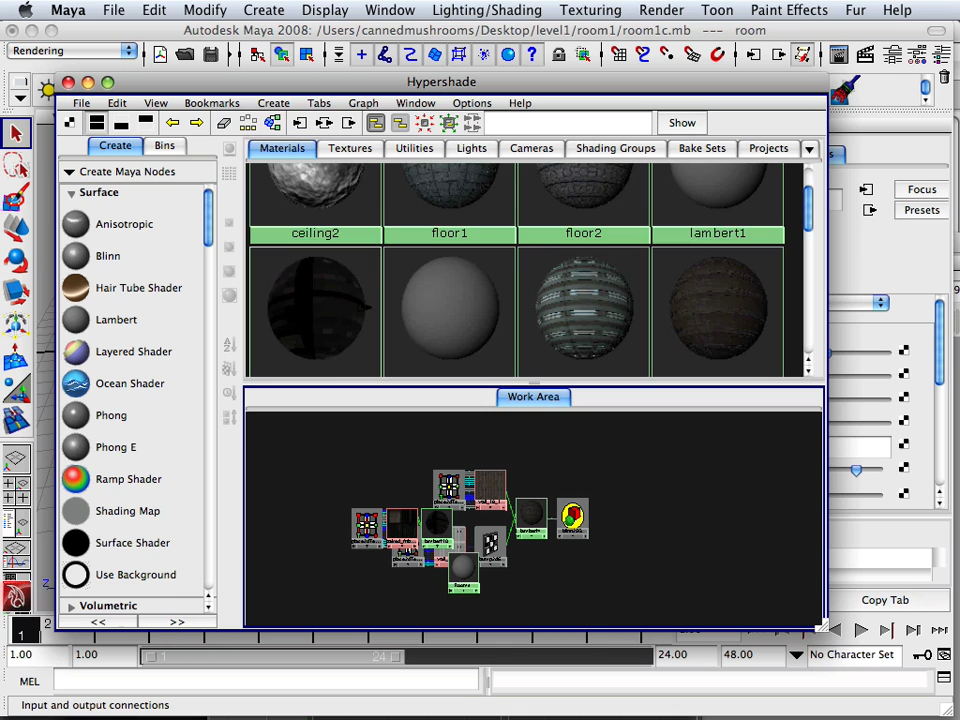 Maya File Edit Modify Create Display Window Lighting/Shading Texturing Render Toon Paint Effects Fur Help
Autodesk Maya 2008: /Users/cannedmushrooms/Desktop/level1/room1/room1c.mb --- room
Rendering
Hypershade
File Edit View Bookmarks Create Tabs Graph Window Options Help
Show
Create Bins
Materials Textures Utilities Lights Cameras Shading Groups Bake Sets Projects
Create Maya Nodes
Surface
Anisotropic
Blinn
Hair Tube Shader
Lambert
Layered Shader
Ocean Shader
Phong
Phong E
Ramp Shader
Shading Map
Surface Shader
Use Background
Volumetric
<< >>
ceiling2 floor1 floor2 lambert1
Work Area
Focus
Presets
Copy Tab
1 2
1.00 1.00 24 24.00 48.00 No Character Set
MEL
Input and output connections